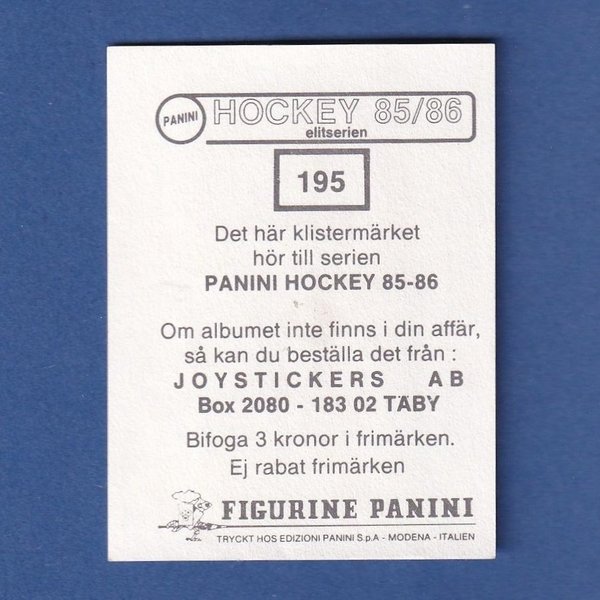 PANINI HOCKEY 85/86
elitserien
195
Det här klistermärket
hör till serien
PANINI HOCKEY 85-86
Om albumet inte finns i din affär,
så kan du beställa det från :
JOYSTICKERS AB
Box 2080 - 183 02 TÄBY
Bifoga 3 kronor i frimärken.
Ej rabat frimärken
FIGURINE PANINI
TRYCKT HOS EDIZIONI PANINI S.p.A - MODENA - ITALIEN